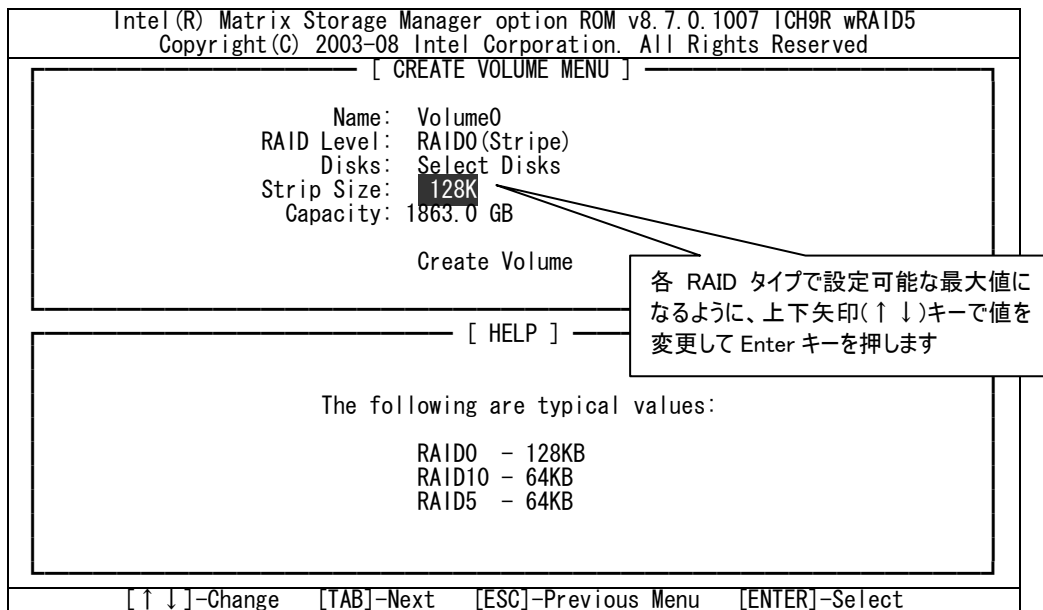 Intel(R) Matrix Storage Manager option ROM v8.7.0.1007 ICH9R wRAID5
Copyright(C) 2003-08 Intel Corporation. All Rights Reserved
[ CREATE VOLUME MENU ]
Name: Volume0
RAID Level: RAID0(Stripe)
Disks: Select Disks
Strip Size: 128K
Capacity: 1863.0 GB
Create Volume
各 RAID タイプで設定可能な最大値に
なるように、上下矢印(↑ ↓)キーで値を
変更して Enter キーを押します
[ HELP ]
The following are typical values:
RAID0 - 128KB
RAID10 - 64KB
RAID5 - 64KB
[↑↓]-Change [TAB]-Next [ESC]-Previous Menu [ENTER]-Select